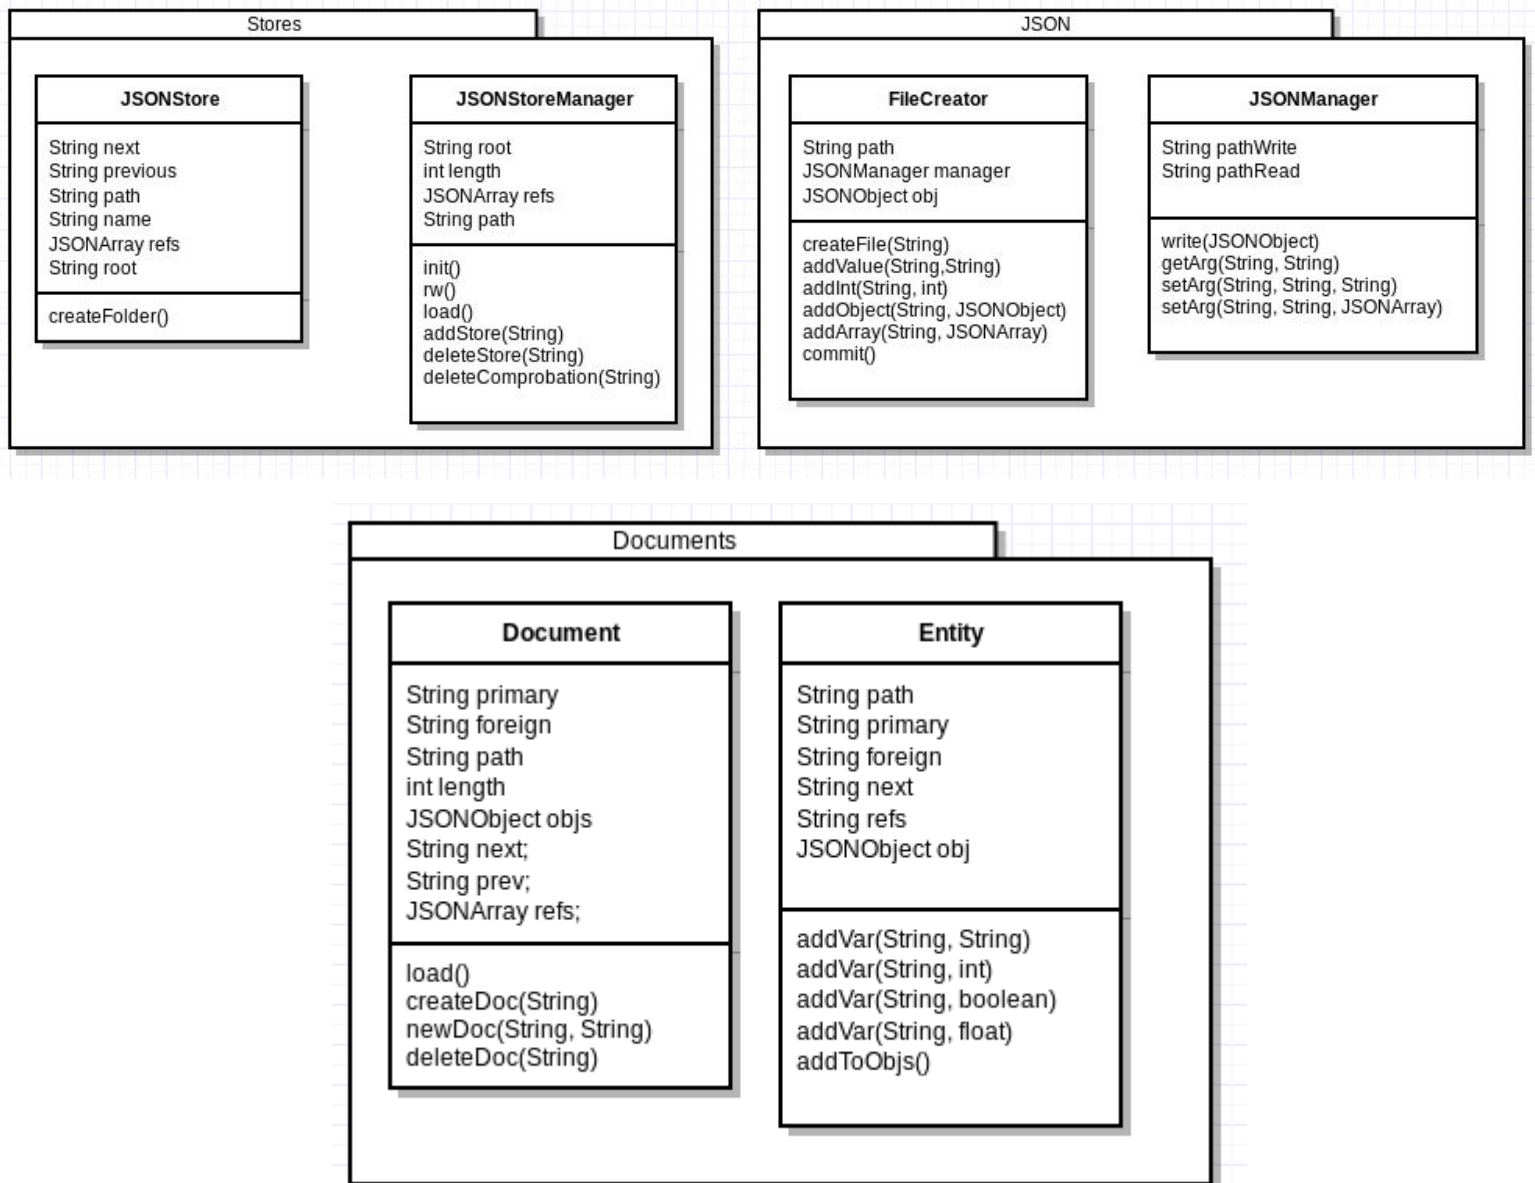 Stores
JSONStore
String next
String previous
String path
String name
JSONArray refs
String root
createFolder()
JSONStoreManager
String root
int length
JSONArray refs
String path
init()
rw()
load()
addStore(String)
deleteStore(String)
deleteComprobation(String)
JSON
FileCreator
String path
JSONManager manager
JSONObject obj
createFile(String)
addValue(String,String)
addInt(String, int)
addObject(String, JSONObject)
addArray(String, JSONArray)
commit()
JSONManager
String pathWrite
String pathRead
write(JSONObject)
getArg(String, String)
setArg(String, String, String)
setArg(String, String, JSONArray)
Documents
Document
String primary
String foreign
String path
int length
JSONObject objs
String next;
String prev;
JSONArray refs;
load()
createDoc(String)
newDoc(String, String)
deleteDoc(String)
Entity
String path
String primary
String foreign
String next
String refs
JSONObject obj
addVar(String, String)
addVar(String, int)
addVar(String, boolean)
addVar(String, float)
addToObjs()